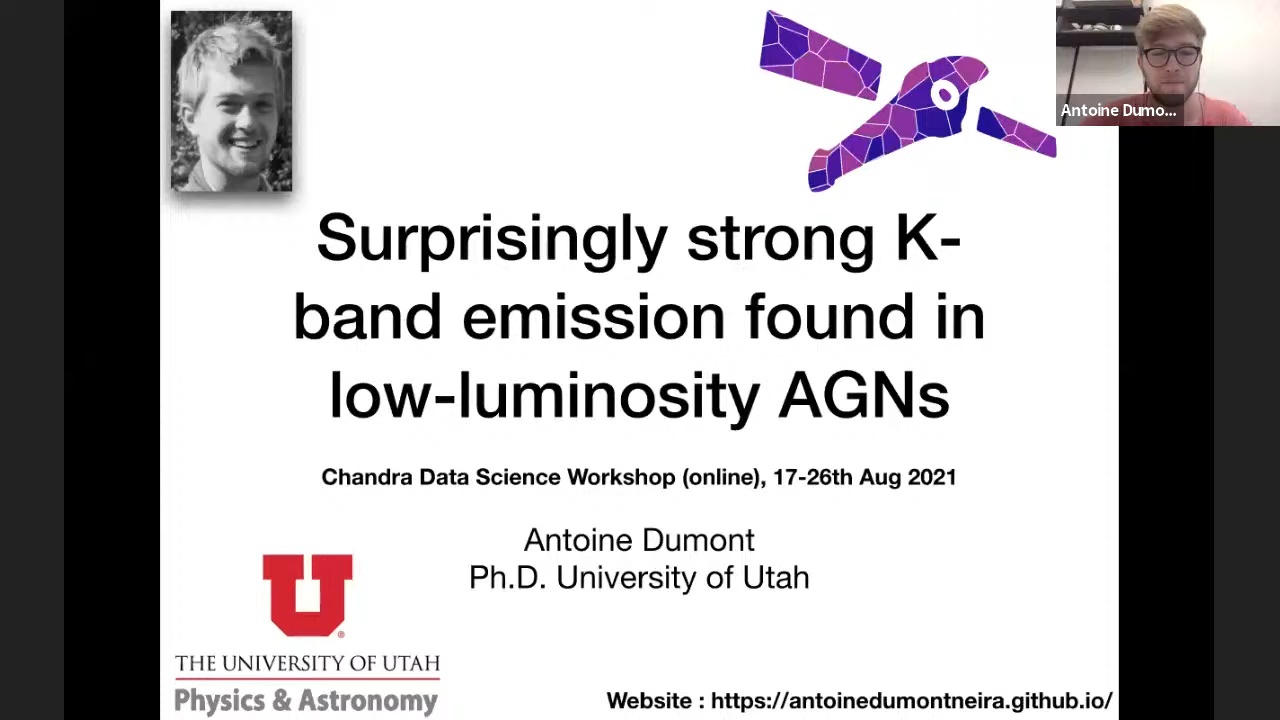 Antoine Dumo...
Surprisingly strong K-
band emission found in
low-luminosity AGNs
Chandra Data Science Workshop (online), 17-26th Aug 2021
Antoine Dumont
Ph.D. University of Utah
U®
THE UNIVERSITY OF UTAH
Physics & Astronomy
Website : https://antoinedumontneira.github.io/